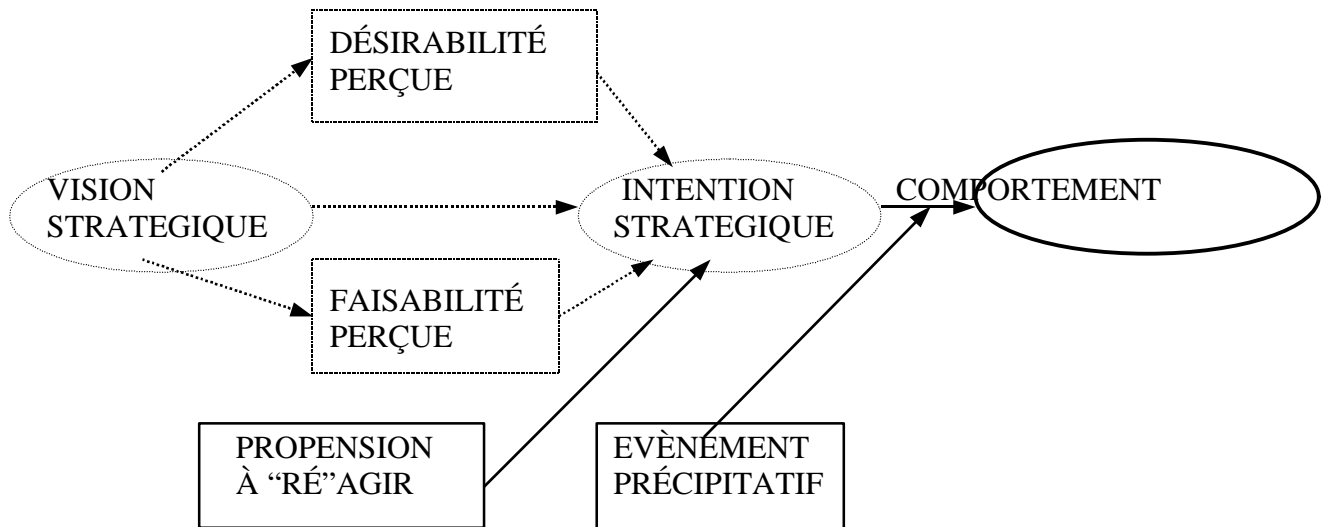 DÉSIRABILITÉ
PERÇUE
VISION
STRATEGIQUE
INTENTION
STRATEGIQUE
COMPORTEMENT
FAISABILITÉ
PERÇUE
PROPENSION
À “RÉ”AGIR
EVÈNEMENT
PRÉCIPITATIF